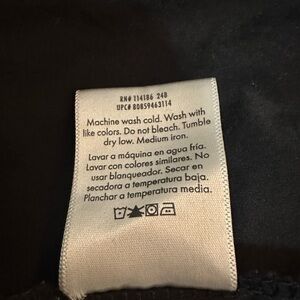 RN# 114186 248
UPC# 808593463114
Machine wash cold. Wash with
like colors. Do not bleach. Tumble
dry low. Medium iron.
Lavar a máquina en agua fría.
Lavar con colores similares. No
usar blanqueador. Secar en
secadora a temperatura baja.
Planchar a temperatura media.